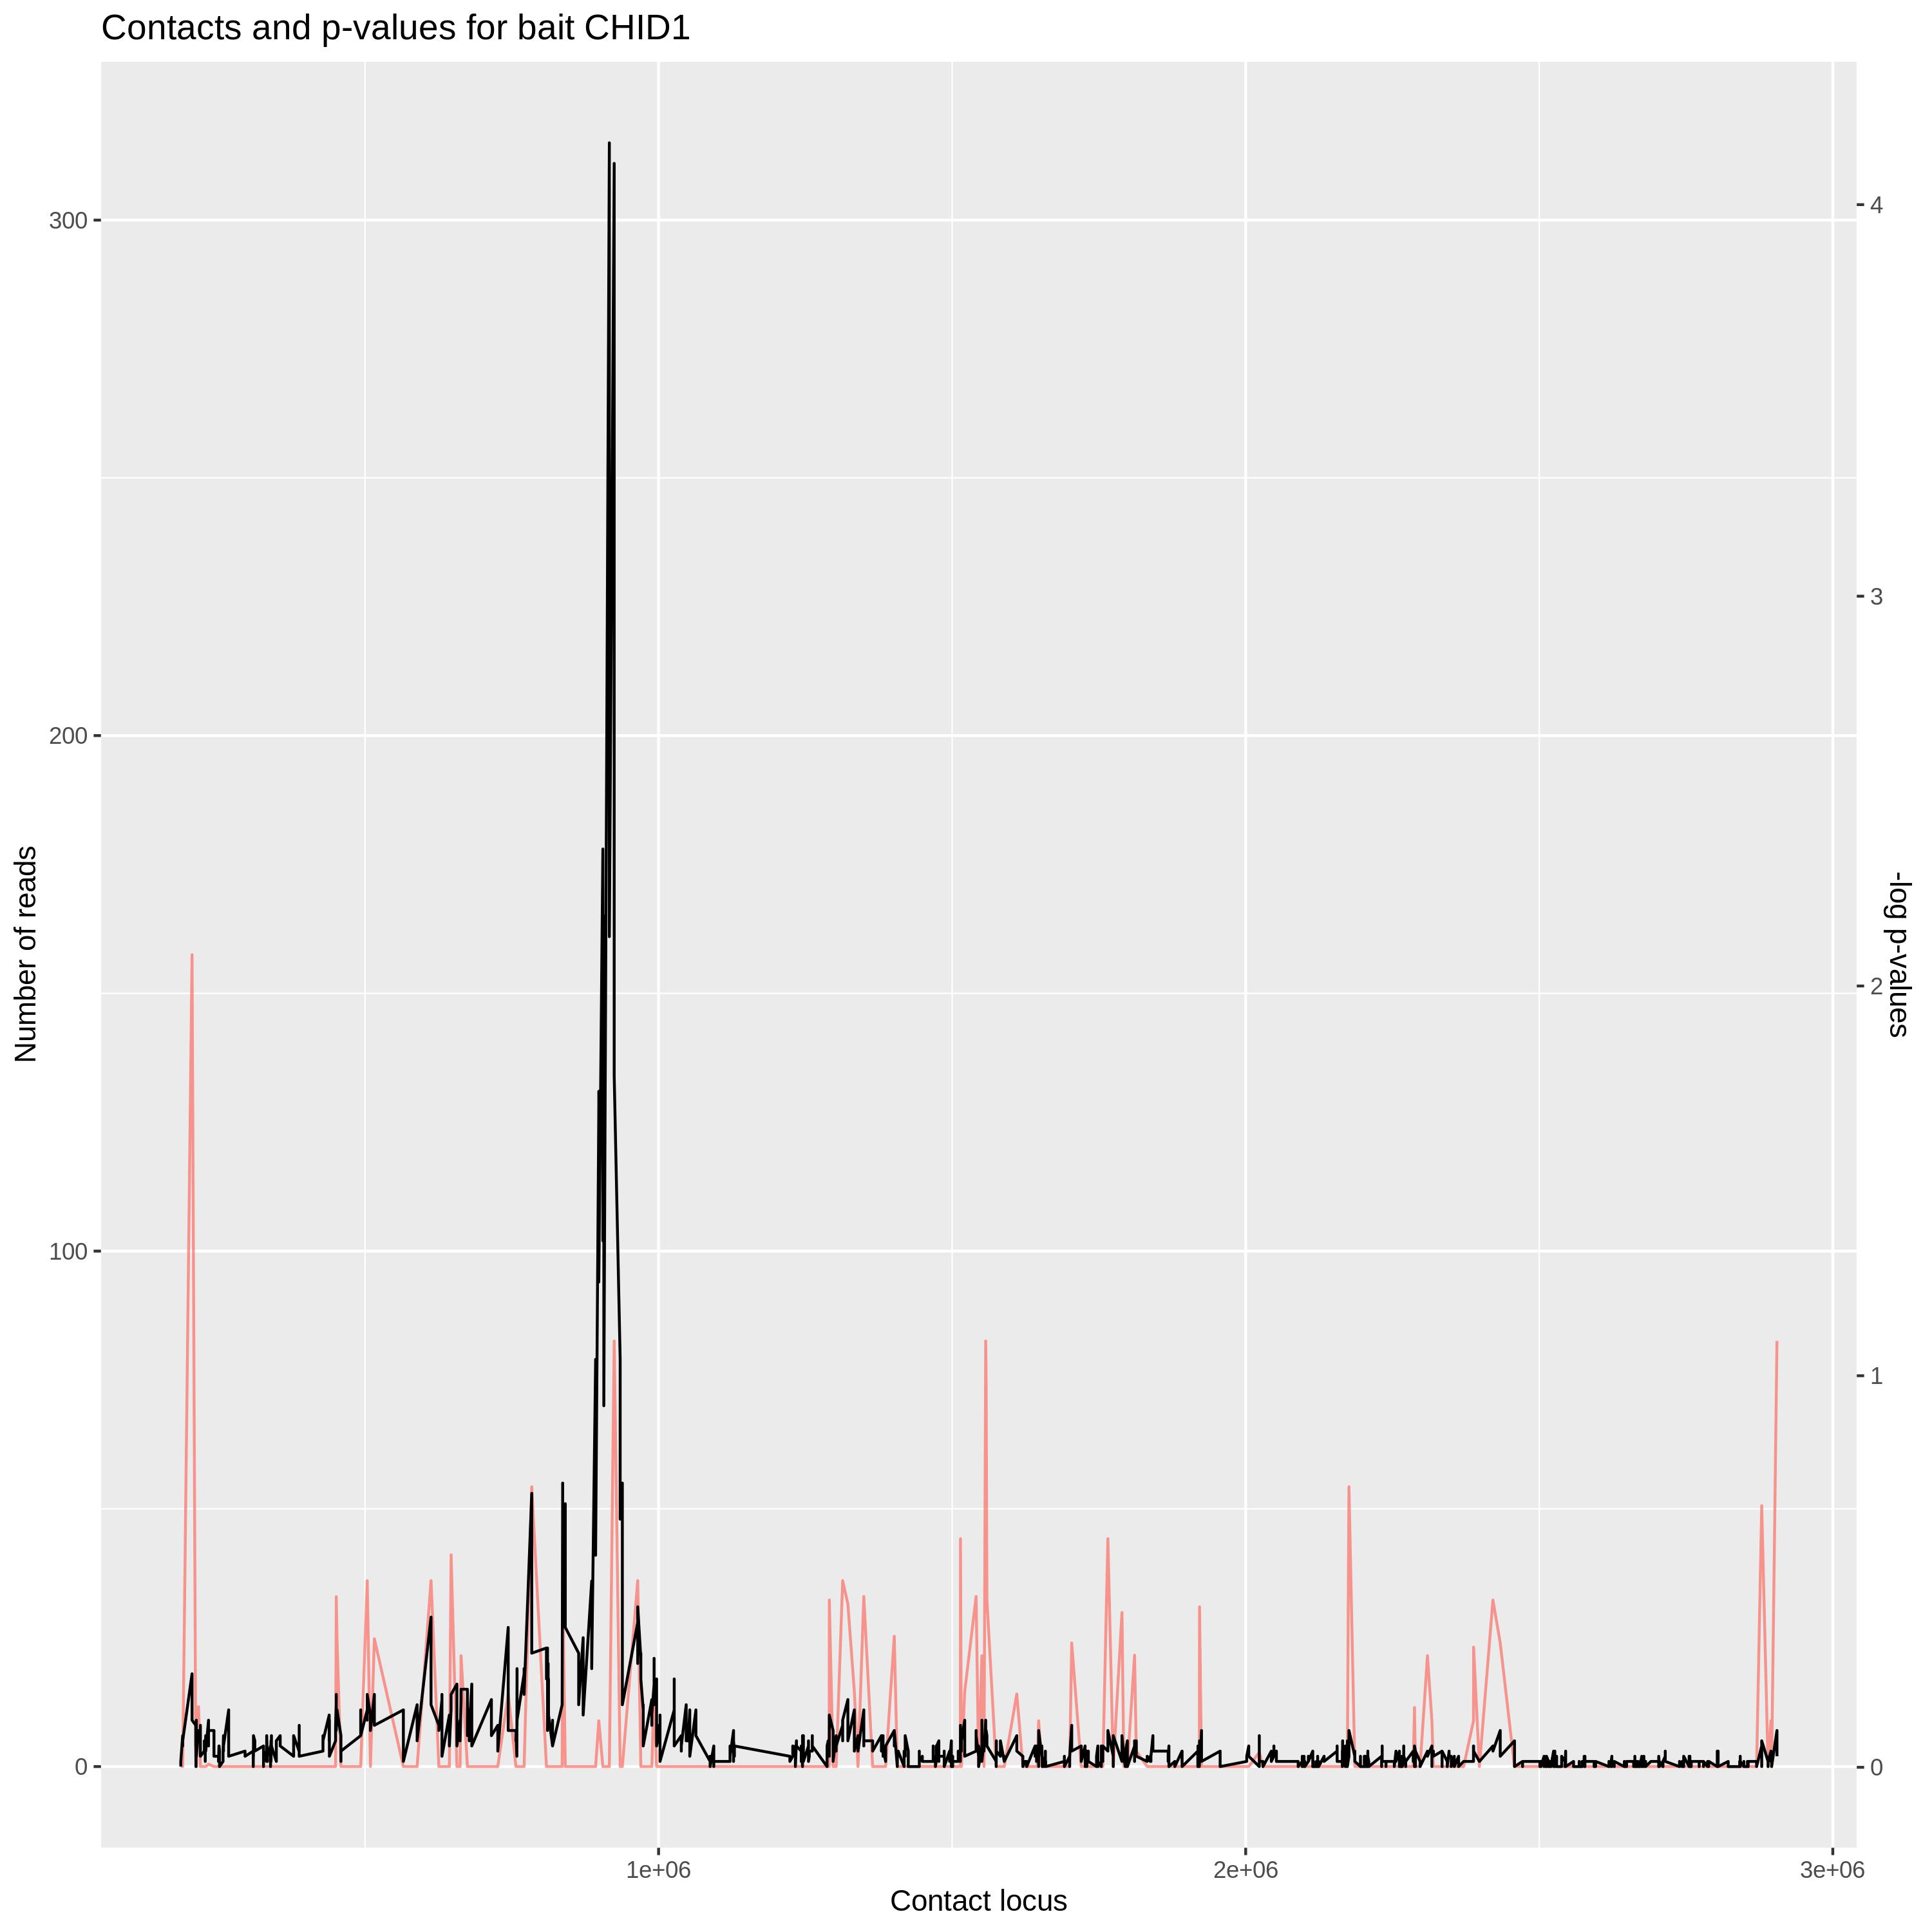 Contacts and p-values for bait CHID1
300
200
100
0
Number of reads
4
3
2
1
0
-log p-values
1e+06
2e+06
3e+06
Contact locus